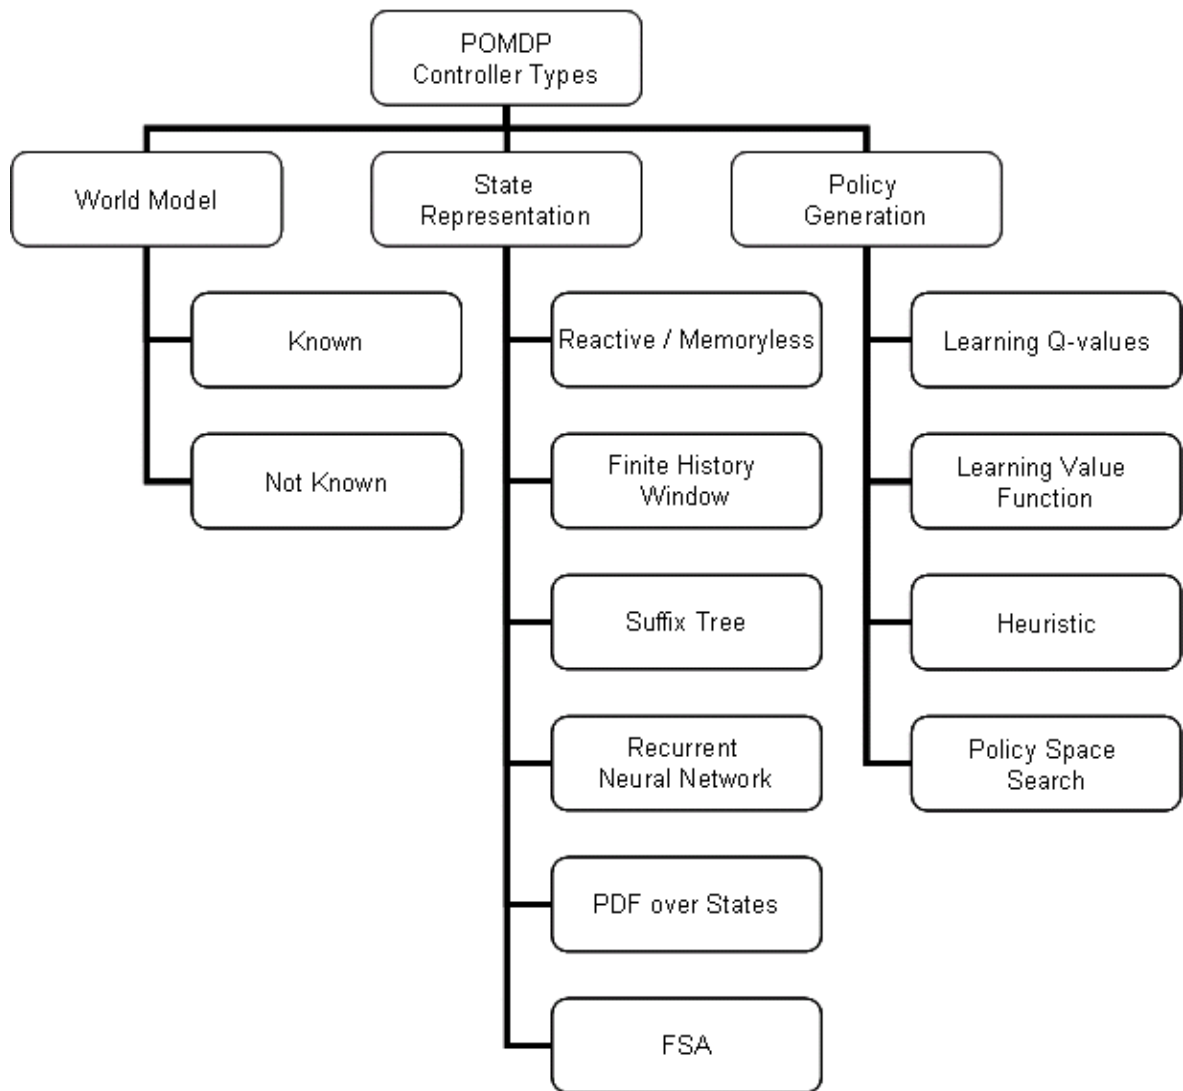 POMDP
Controller Types
World Model
State
Representation
Policy
Generation
Known
Reactive / Memoryless
Learning Q-values
Not Known
Finite History
Window
Learning Value
Function
Suffix Tree
Heuristic
Recurrent
Neural Network
Policy Space
Search
PDF over States
FSA